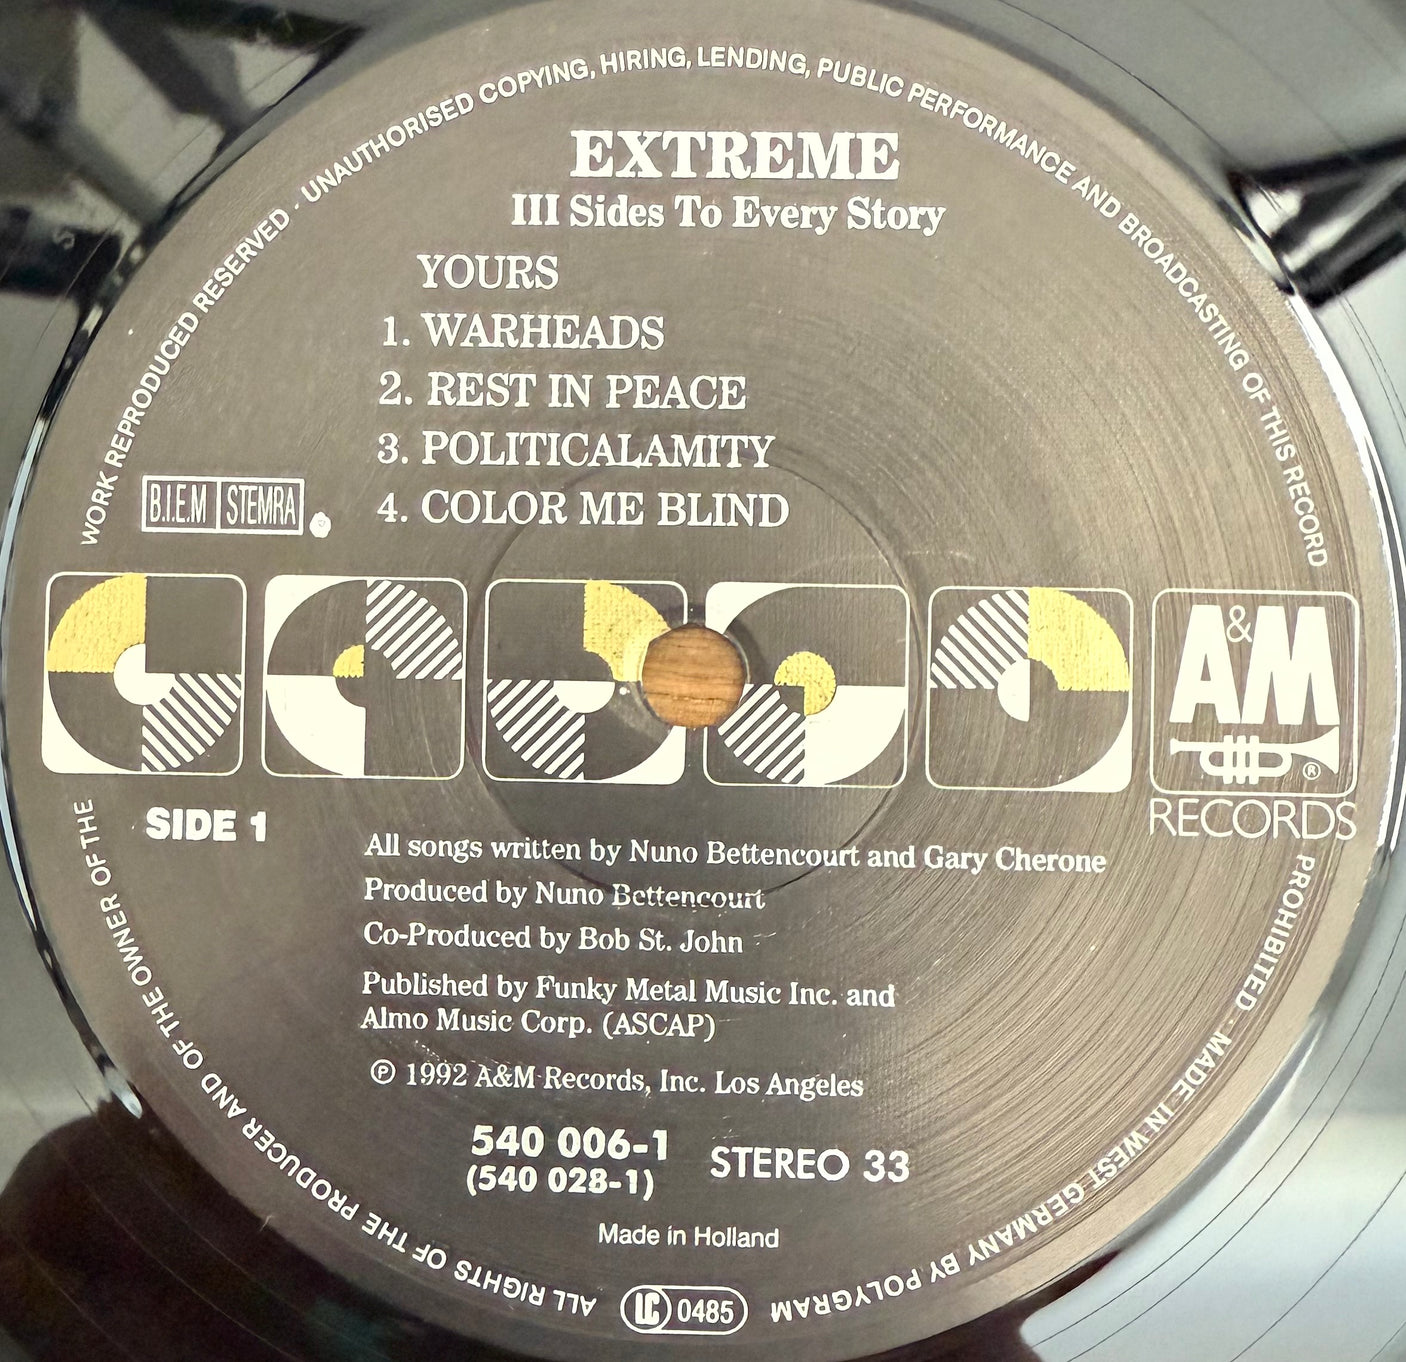 WORK REPRODUCED RESERVED · UNAUTHORISED COPYING, HIRING, LENDING, PUBLIC PERFORMANCE AND BROADCASTING OF THIS RECORD
EXTREME
III Sides To Every Story
YOURS
1. WARHEADS
2. REST IN PEACE
3. POLITICALAMITY
4. COLOR ME BLIND
B.I.E.M STEMRA
A&M
®
RECORDS
SIDE 1
All songs written by Nuno Bettencourt and Gary Cherone
Produced by Nuno Bettencourt
Co-Produced by Bob St. John
Published by Funky Metal Music Inc. and
Almo Music Corp. (ASCAP)
℗ 1992 A&M Records, Inc. Los Angeles
540 006-1
(540 028-1)
STEREO 33
Made in Holland
LC 0485
PROHIBITED · MADE IN WEST GERMANY BY POLYGRAM
ALL RIGHTS OF THE PRODUCER AND OF THE OWNER OF THE